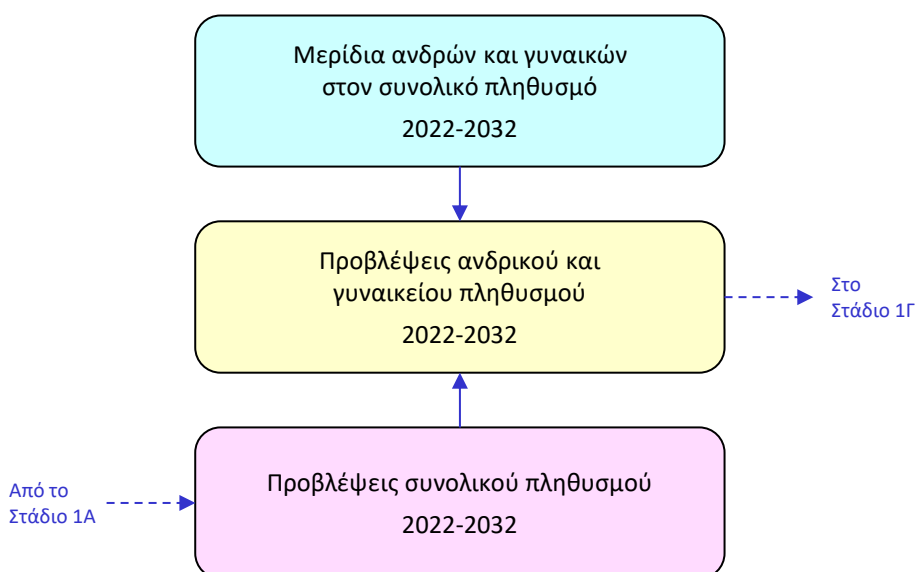 Μερίδια ανδρών και γυναικών
στον συνολικό πληθυσμό
2022-2032
Προβλέψεις ανδρικού και
γυναικείου πληθυσμού
2022-2032
Στο
Στάδιο 1Γ
Προβλέψεις συνολικού πληθυσμού
2022-2032
Από το
Στάδιο 1Α